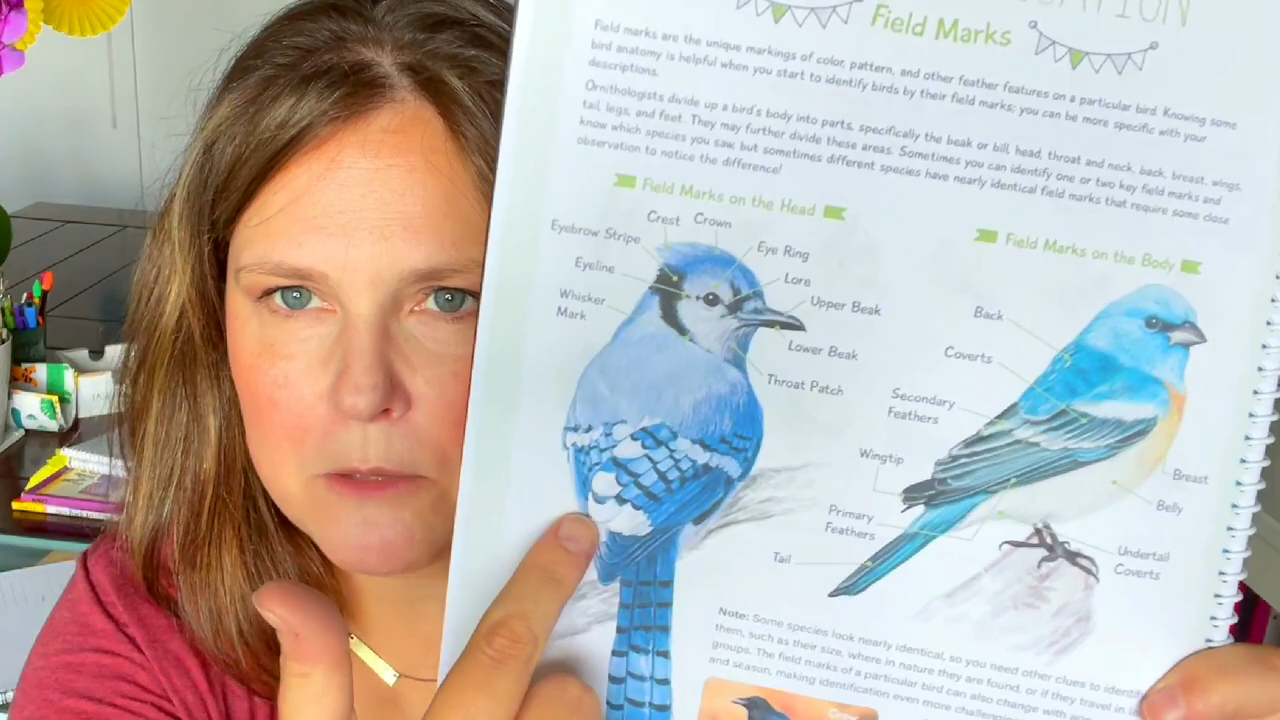 Field Marks
Field marks are the unique markings of color, pattern, and other feather features on a particular bird. Knowing some
bird anatomy is helpful when you start to identify birds by their field marks; you can be more specific with your
descriptions.
Ornithologists divide up a bird's body into parts, specifically the beak or bill, head, throat and neck, back, breast, wings,
tail, legs, and feet. They may further divide these areas. Sometimes you can identify one or two key field marks and
know which species you saw, but sometimes different species have nearly identical field marks that require some close
observation to notice the difference!
Field Marks on the Head
Crest
Crown
Eyebrow Stripe
Eye Ring
Eyeline
Lore
Whisker
Mark
Upper Beak
Lower Beak
Throat Patch
Field Marks on the Body
Back
Coverts
Secondary
Feathers
Wingtip
Primary
Feathers
Tail
Breast
Belly
Undertail
Coverts
Note: Some species look nearly identical, so you need other clues to identify
them, such as their size, where in nature they are found, or if they travel in
groups. The field marks of a particular bird can also change with
and season, making identification even more